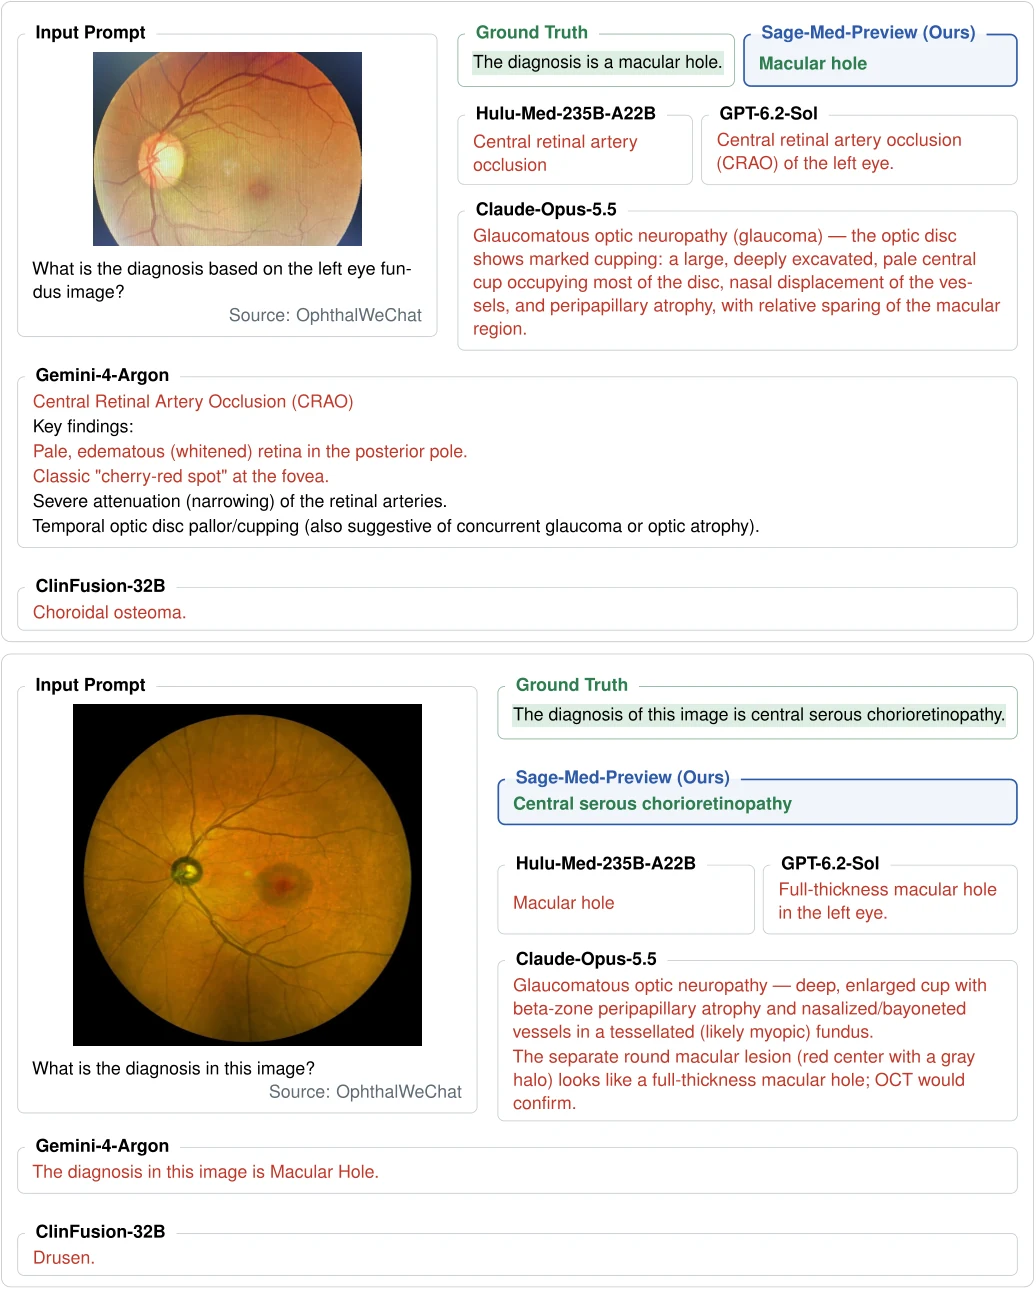 Input Prompt
What is the diagnosis based on the left eye fun-
dus image?
Source: OphthalWeChat
Ground Truth
The diagnosis is a macular hole.
Sage-Med-Preview (Ours)
Macular hole
Hulu-Med-235B-A22B
Central retinal artery
occlusion
GPT-6.2-Sol
Central retinal artery occlusion
(CRAO) of the left eye.
Claude-Opus-5.5
Glaucomatous optic neuropathy (glaucoma) — the optic disc
shows marked cupping: a large, deeply excavated, pale central
cup occupying most of the disc, nasal displacement of the ves-
sels, and peripapillary atrophy, with relative sparing of the macular
region.
Gemini-4-Argon
Central Retinal Artery Occlusion (CRAO)
Key findings:
Pale, edematous (whitened) retina in the posterior pole.
Classic "cherry-red spot" at the fovea.
Severe attenuation (narrowing) of the retinal arteries.
Temporal optic disc pallor/cupping (also suggestive of concurrent glaucoma or optic atrophy).
ClinFusion-32B
Choroidal osteoma.
Input Prompt
What is the diagnosis in this image?
Source: OphthalWeChat
Ground Truth
The diagnosis of this image is central serous chorioretinopathy.
Sage-Med-Preview (Ours)
Central serous chorioretinopathy
Hulu-Med-235B-A22B
Macular hole
GPT-6.2-Sol
Full-thickness macular hole
in the left eye.
Claude-Opus-5.5
Glaucomatous optic neuropathy — deep, enlarged cup with
beta-zone peripapillary atrophy and nasalized/bayoneted
vessels in a tessellated (likely myopic) fundus.
The separate round macular lesion (red center with a gray
halo) looks like a full-thickness macular hole; OCT would
confirm.
Gemini-4-Argon
The diagnosis in this image is Macular Hole.
ClinFusion-32B
Drusen.